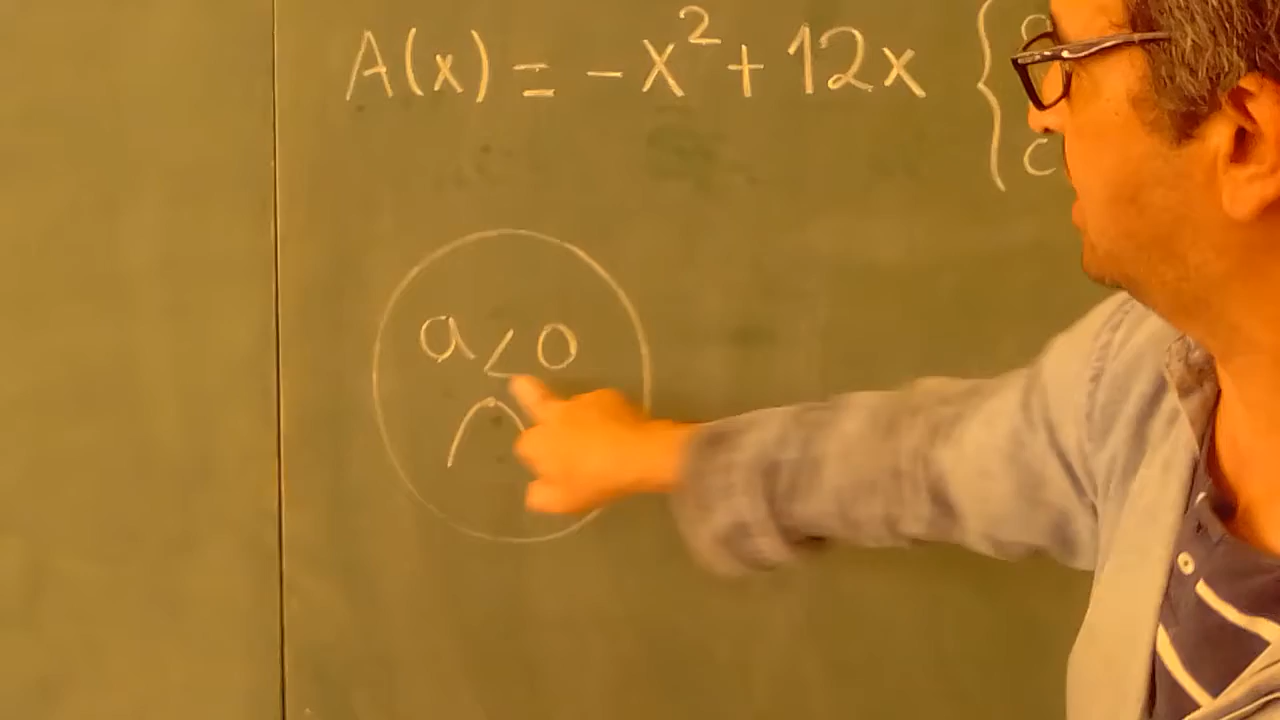 A(x) = -x² + 12x {
c
a < 0